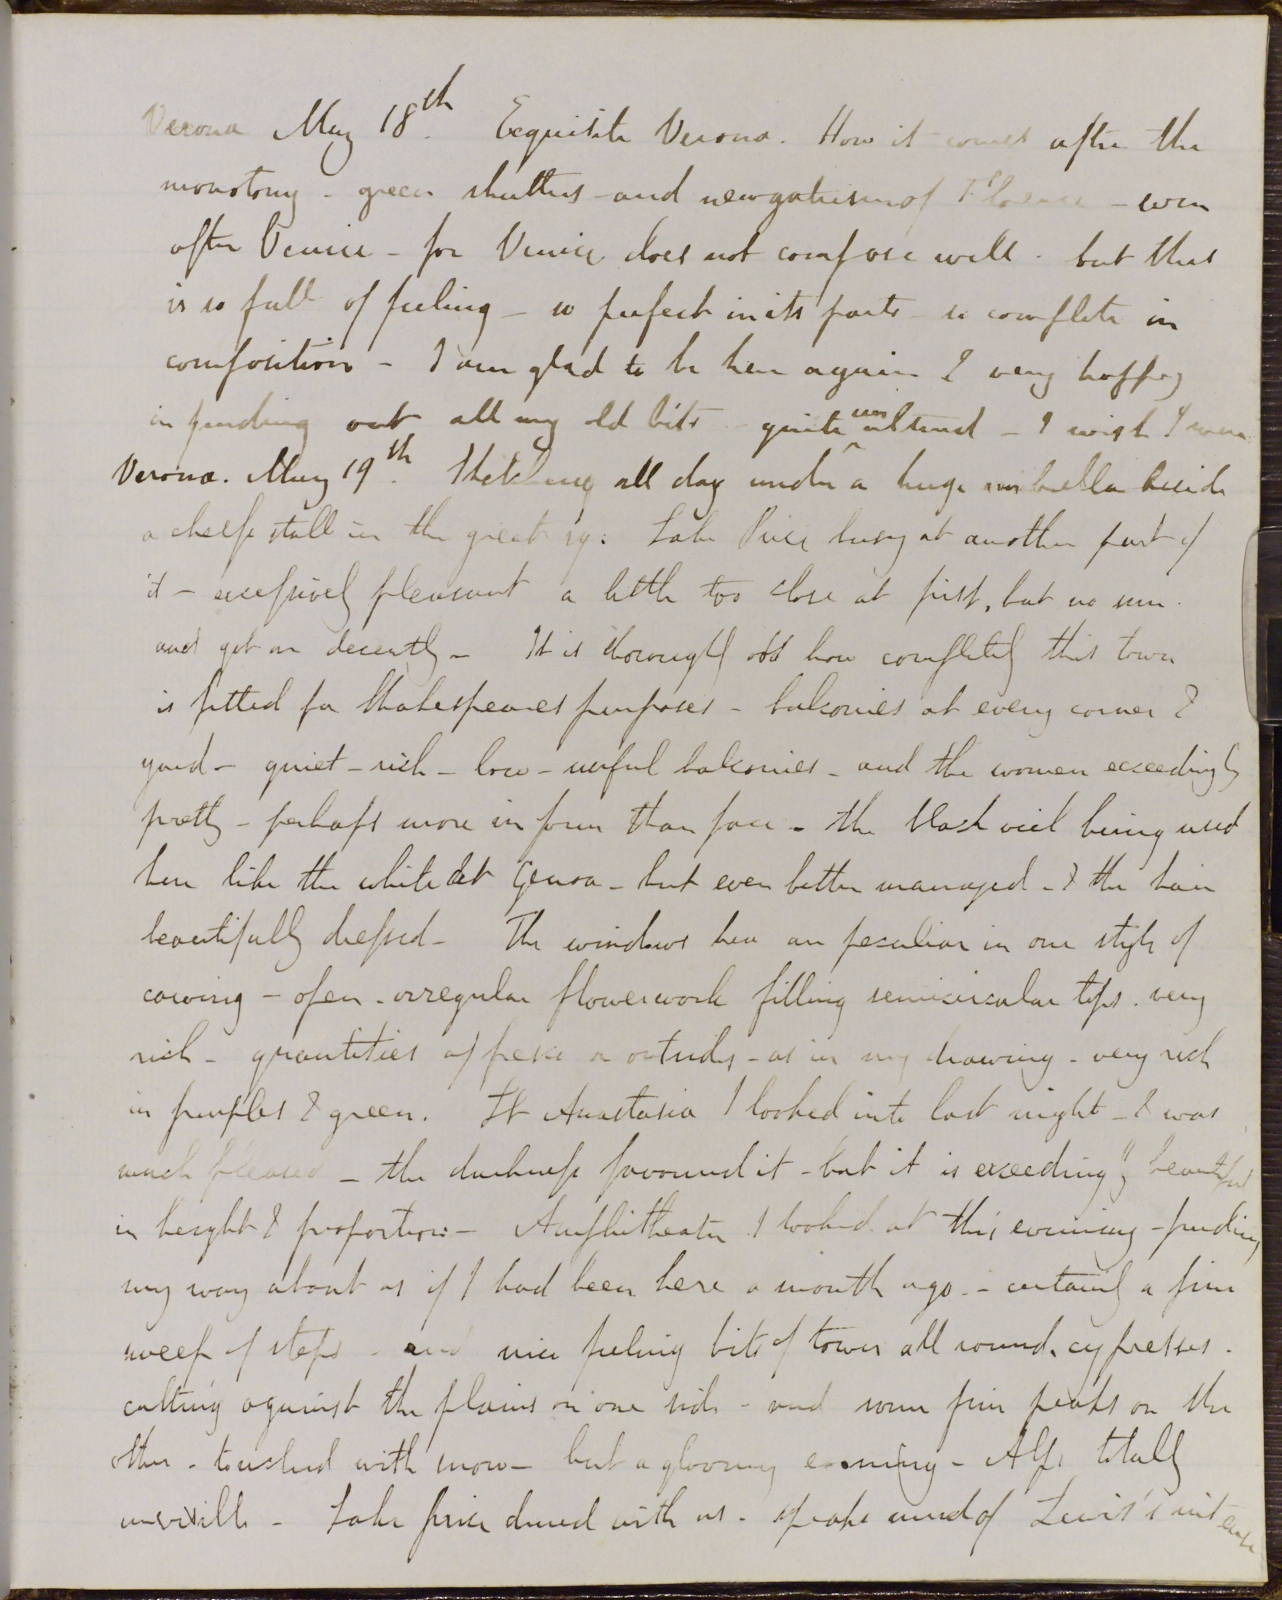 Verona May 18th. Exquisite Verona. How it comes after the
monotony - green shutters - and newgateism of Florence - even
after Venice - for Venice does not compose well. but this
is so full of feeling - so perfect in its parts - so complete in
composition - I am glad to be here again & very happy
in finding out all my old bits quite unaltered - I wish I were
Verona. May 19th. Sketching all day under a huge umbrella beside
a cheese stall in the great sq: Lake Price busy at another part of
it - excessively pleasant a little too close at first, but no sun.
and got on decently - It is thoroughly odd how completely this town
is fitted for Shakespeares purposes - balconies at every corner &
yard - quiet - rich - low - useful balconies - and the women exceedingly
pretty - perhaps more in form than face - the black veil being used
here like the white at Genoa - but even better managed - & the hair
beautifully dressed - The windows here are peculiar in one style of
carving - open - irregular flowerwork filling semicircular tops. very
rich - quantities of fresco on outsides - as in my drawing - very rich
in purples & green. St Anastasia I looked into last night - & was
much pleased - the darkness favoured it - but it is exceedingly beautiful
in height & proportion - Amphitheatre I looked at this evening - finding
my way about as if I had been here a month ago. - certainly a fine
sweep of steps - and nice feeling bits of tower all round. cypresses.
cutting against the plains on one side - and some fine peaks on the
other - touched with snow - but a gloomy evening - Alps totally
invisible - Lake Price dined with us - spoke much of Lewis's intense